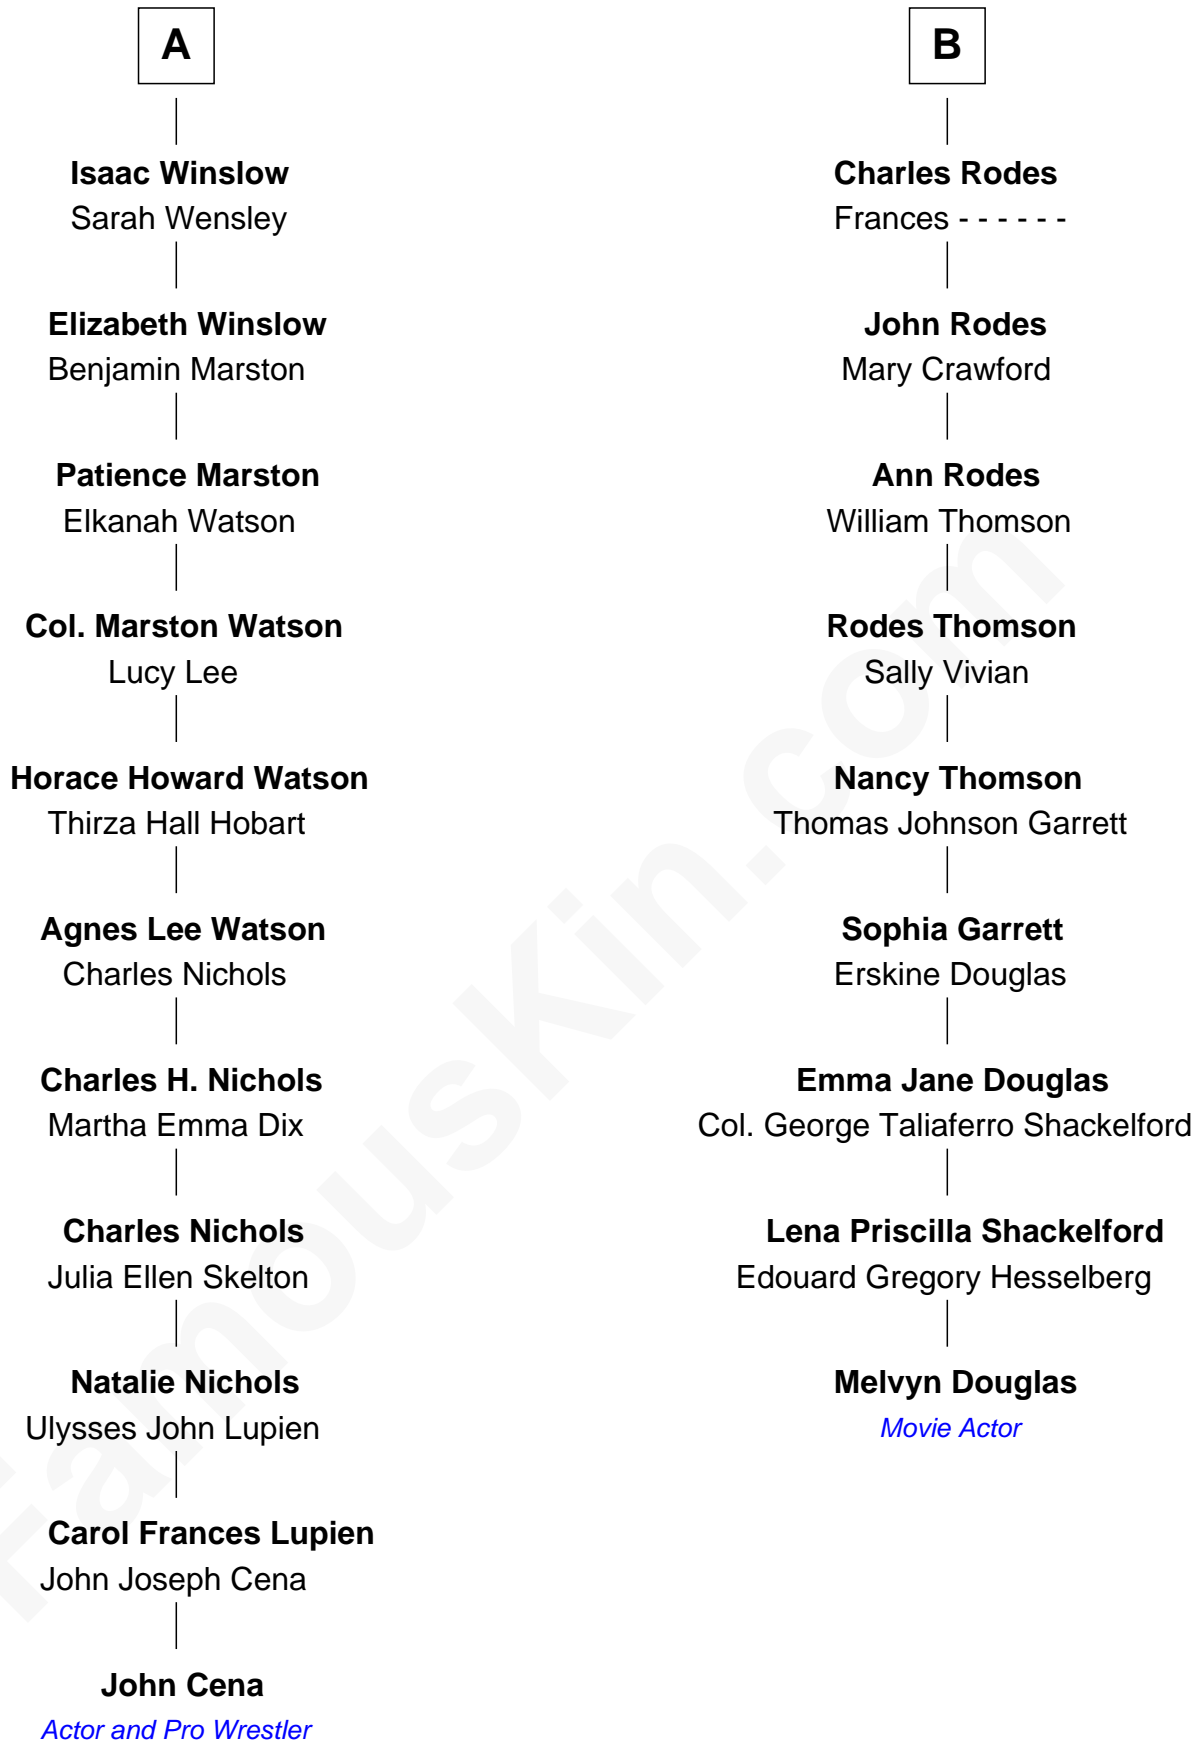 A
Isaac Winslow
Sarah Wensley
Elizabeth Winslow
Benjamin Marston
Patience Marston
Elkanah Watson
Col. Marston Watson
Lucy Lee
Horace Howard Watson
Thirza Hall Hobart
Agnes Lee Watson
Charles Nichols
Charles H. Nichols
Martha Emma Dix
Charles Nichols
Julia Ellen Skelton
Natalie Nichols
Ulysses John Lupien
Carol Frances Lupien
John Joseph Cena
John Cena
Actor and Pro Wrestler
B
Charles Rodes
Frances - - - - - -
John Rodes
Mary Crawford
Ann Rodes
William Thomson
Rodes Thomson
Sally Vivian
Nancy Thomson
Thomas Johnson Garrett
Sophia Garrett
Erskine Douglas
Emma Jane Douglas
Col. George Taliaferro Shackelford
Lena Priscilla Shackelford
Edouard Gregory Hesselberg
Melvyn Douglas
Movie Actor
FamousKin.com